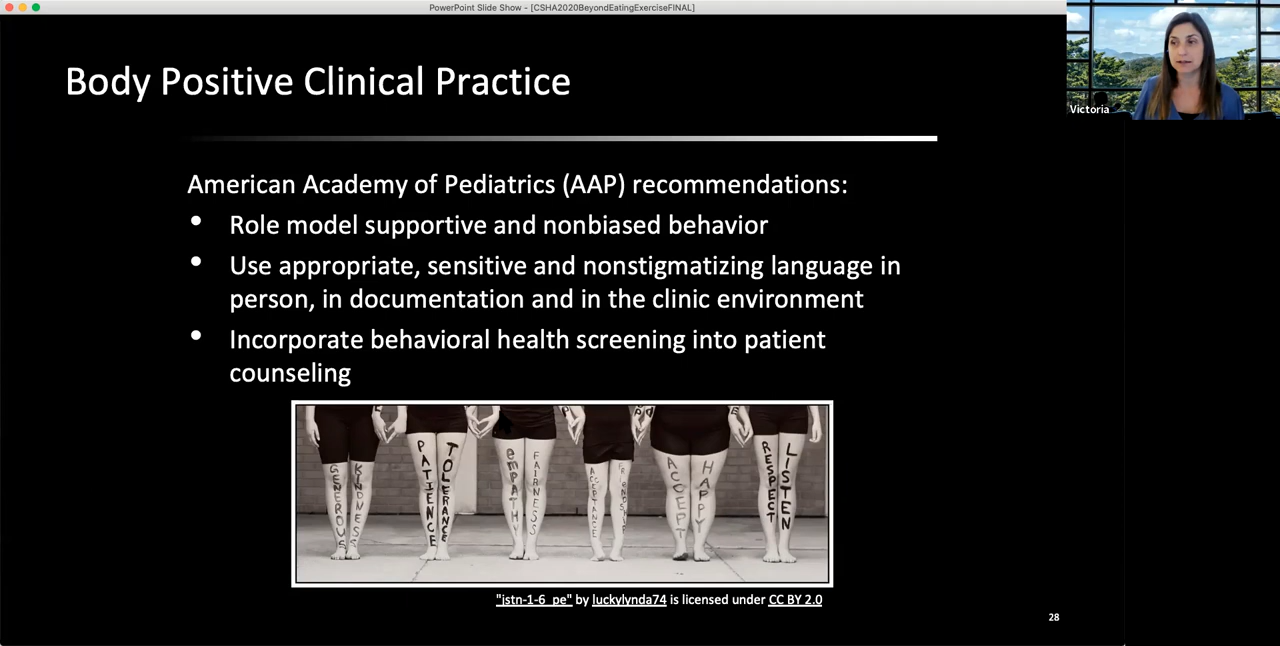 PowerPoint Slide Show - [CSHA2020BeyondEatingExerciseFINAL]
Victoria
Body Positive Clinical Practice
American Academy of Pediatrics (AAP) recommendations:
• Role model supportive and nonbiased behavior
• Use appropriate, sensitive and nonstigmatizing language in
person, in documentation and in the clinic environment
• Incorporate behavioral health screening into patient
counseling
GENEROUS
KINDNESS
PATIENCE
TOLERANCE
emPATHY
FAIRNESS
ACCEPTANCE
FRIENDSHIP
ACCEPT
HAPPY
RESPECT
LISTEN
"jstn-1-6_pe" by luckylynda74 is licensed under CC BY 2.0
28